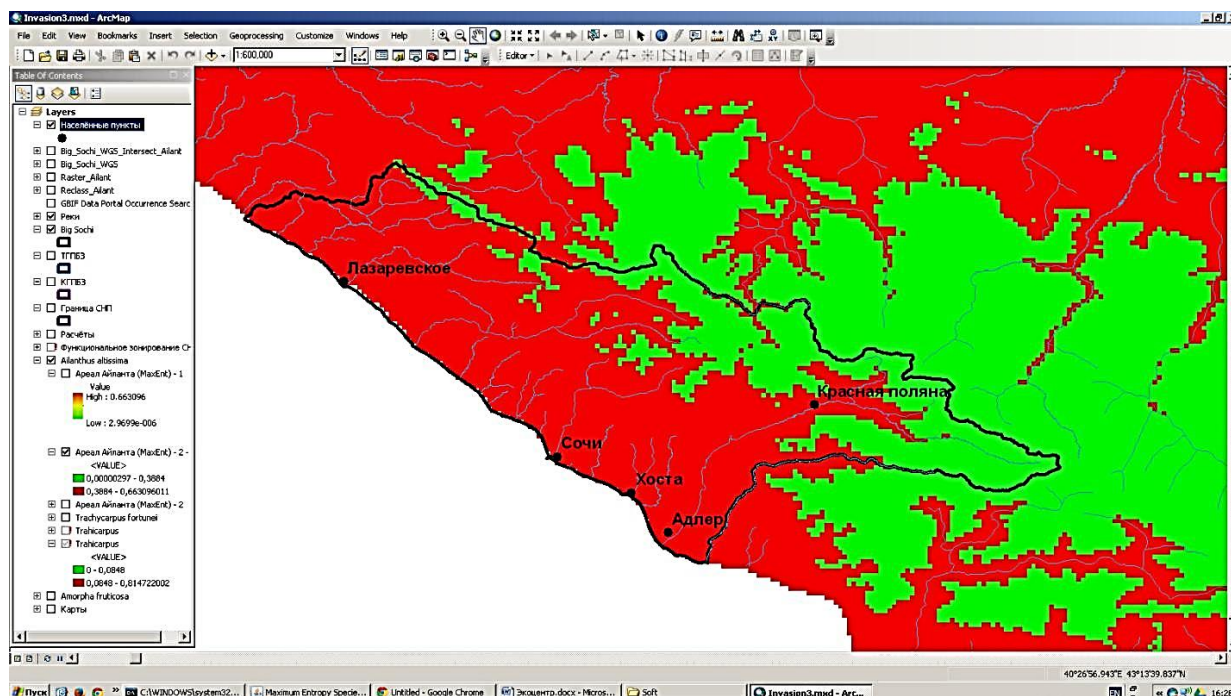 Invasion3.mxd - ArcMap
File Edit View Bookmarks Insert Selection Geoprocessing Customize Windows Help
1:600,000
Editor
Table Of Contents
Layers
Населённые пункты
Big_Sochi_WGS_Intersect_Ailant
Big_Sochi_WGS
Raster_Ailant
Reclass_Ailant
GBIF Data Portal Occurrence Searc
Реки
Big Sochi
ТГПБЗ
КГПБЗ
Граница СНП
Расчёты
Функциональное зонирование СН
Ailanthus altissima
Ареал Айланта (MaxEnt) - 1
Value
High : 0.663096
Low : 2.9699e-006
Ареал Айланта (MaxEnt) - 2 -
<VALUE>
0,00000297 - 0,3884
0,3884 - 0,663096011
Ареал Айланта (MaxEnt) - 2
Trachycarpus fortunei
Trahicarpus
Trahicarpus
<VALUE>
0 - 0,0848
0,0848 - 0,814722002
Amorpha fruticosa
Карты
Лазаревское
Красная поляна
Сочи
Хоста
Адлер
40°26'56.943"E 43°13'39.837"N
Пуск
C:\WINDOWS\system32...
Maximum Entropy Specie...
Untitled - Google Chrome
Экоцентр.docx - Micros...
Soft
Invasion3.mxd - Arc...
EN